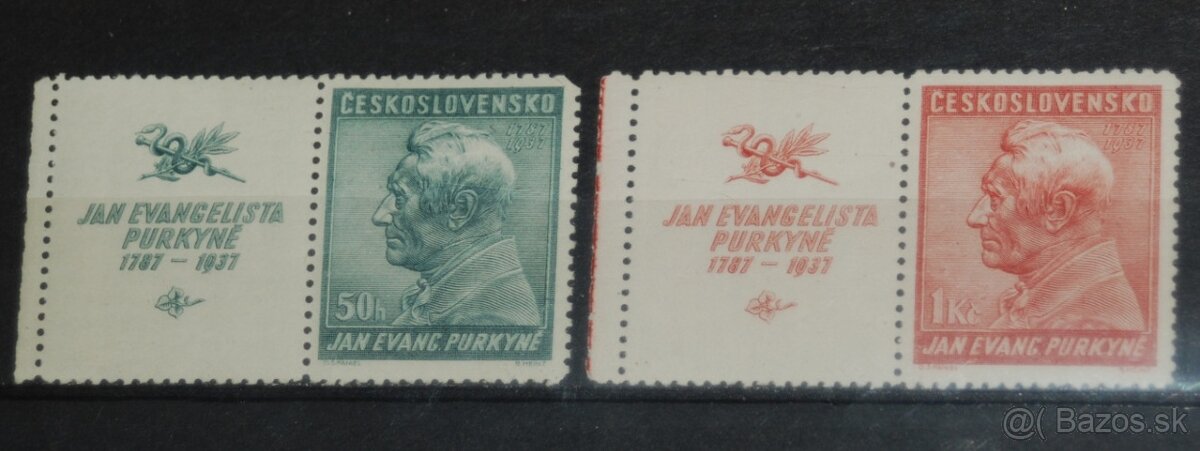 JAN EVANGELISTA
PURKYNĚ
1787 – 1937
ČESKOSLOVENSKO
1787
1937
50h
JAN EVANG PURKYNĚ
JAN EVANGELISTA
PURKYNĚ
1787 – 1937
ČESKOSLOVENSKO
1787
1937
1Kč
JAN EVANG PURKYNĚ
@( Bazos.sk